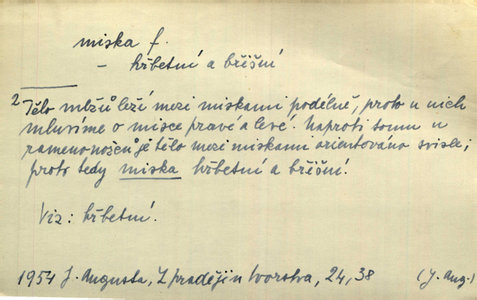 miska f.
– hřbetní a břišní
2 Tělo mlžů leží mezi miskami podélně, proto u nich
mluvíme o misce pravé a levé. Naproti tomu u
ramenonožců je tělo mezi miskami orientováno svisle;
proto tedy miska hřbetní a břišní.
Viz: hřbetní.
1954 J. Augusta, Z pradějin tvorstva, 24, 38 (J. Aug.)